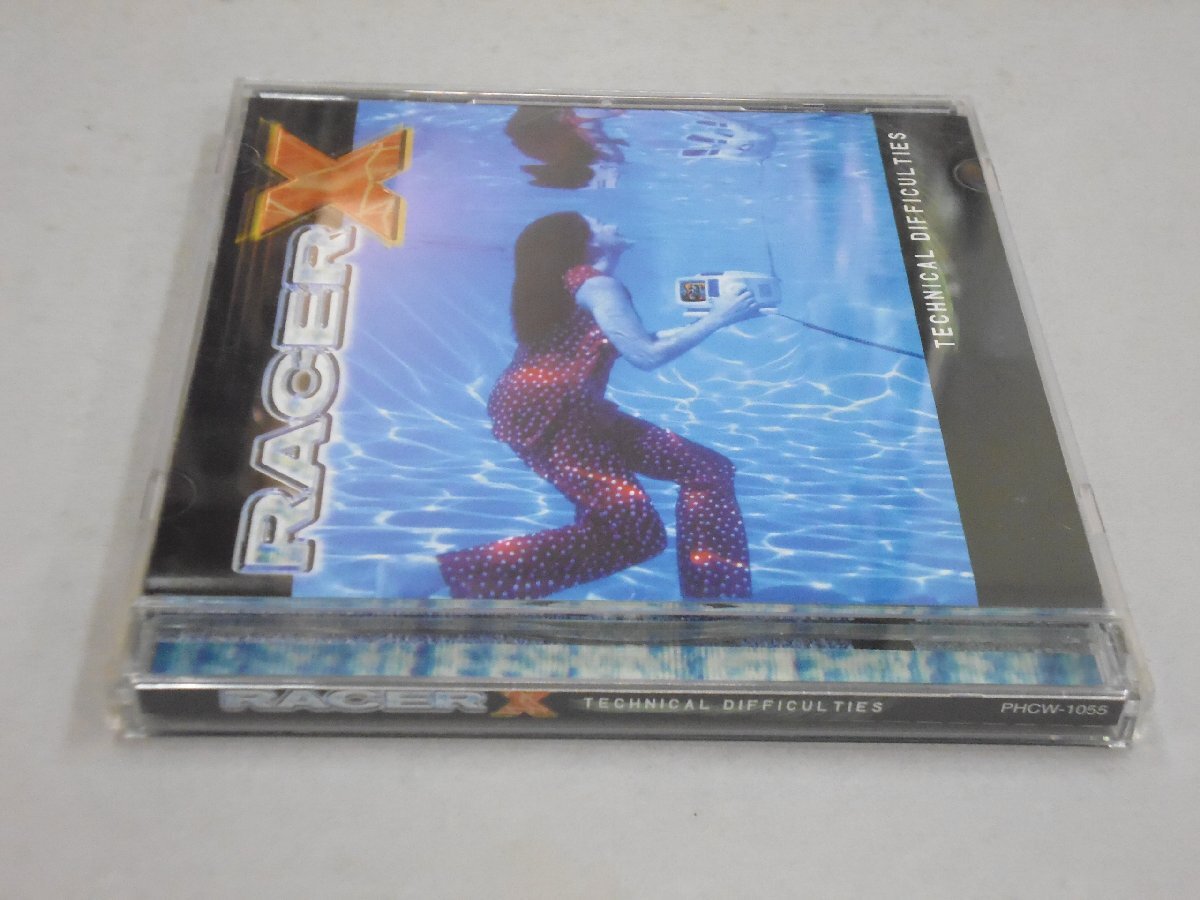 RACER X
TECHNICAL DIFFICULTIES
RACER X TECHNICAL DIFFICULTIES PHCW-1055